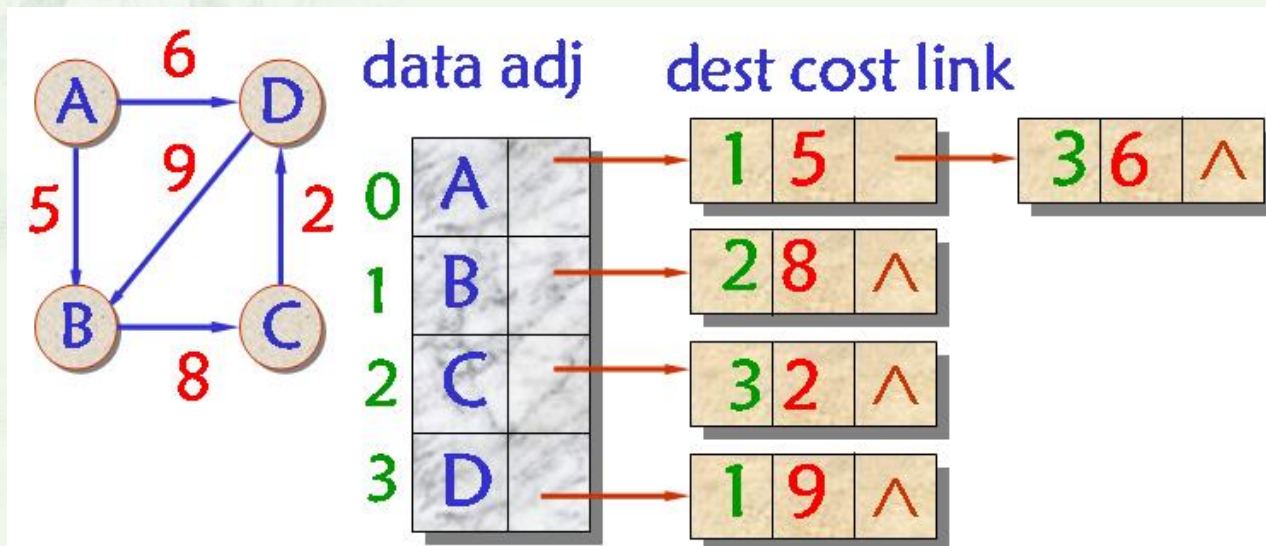 6
A D
5 9 2
B C
8
data adj
dest cost link
0 A 1 5 3 6 ∧
1 B 2 8 ∧
2 C 3 2 ∧
3 D 1 9 ∧